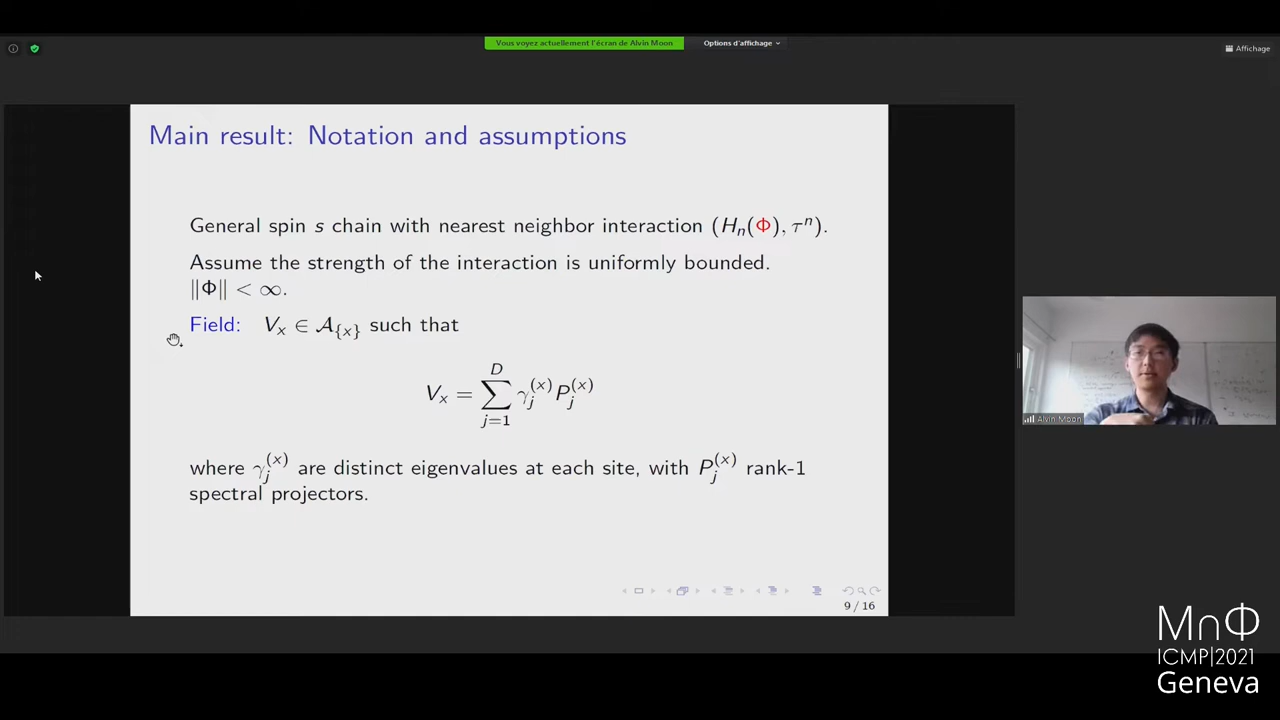 Vous voyez actuellement l'écran de Alvin Moon
Options d'affichage
Affichage
Main result: Notation and assumptions
General spin s chain with nearest neighbor interaction (Hₙ(Φ), τⁿ).
Assume the strength of the interaction is uniformly bounded.
‖Φ‖ < ∞.
Field: Vₓ ∈ 𝒜_{x} such that
Vₓ = ∑_{j=1}^{D} γ_j^{(x)} P_j^{(x)}
where γ_j^{(x)} are distinct eigenvalues at each site, with P_j^{(x)} rank-1
spectral projectors.
9 / 16
Alvin Moon
M∩Φ
ICMP|2021
Geneva